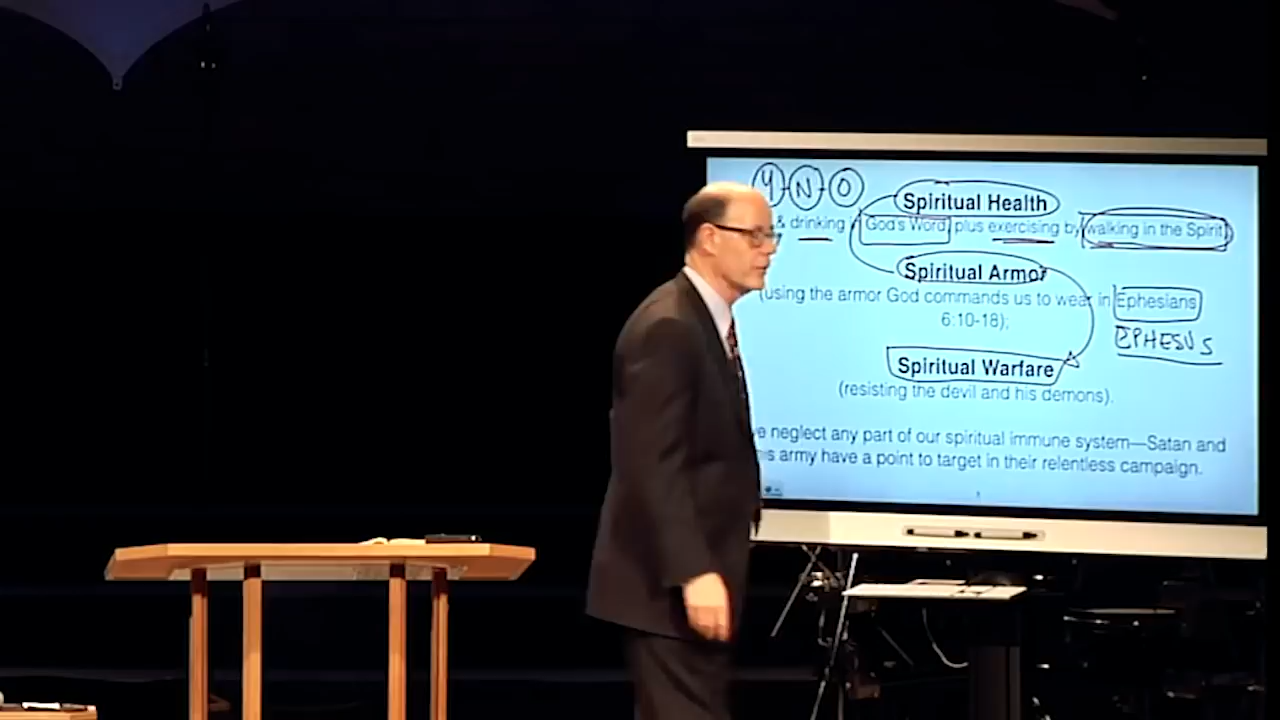 Y N O
Spiritual Health
& drinking God's Word, plus exercising by walking in the Spirit
Spiritual Armor
(using the armor God commands us to wear in Ephesians
6:10-18);
EPHESUS
Spiritual Warfare
(resisting the devil and his demons).
neglect any part of our spiritual immune system—Satan and
army have a point to target in their relentless campaign.